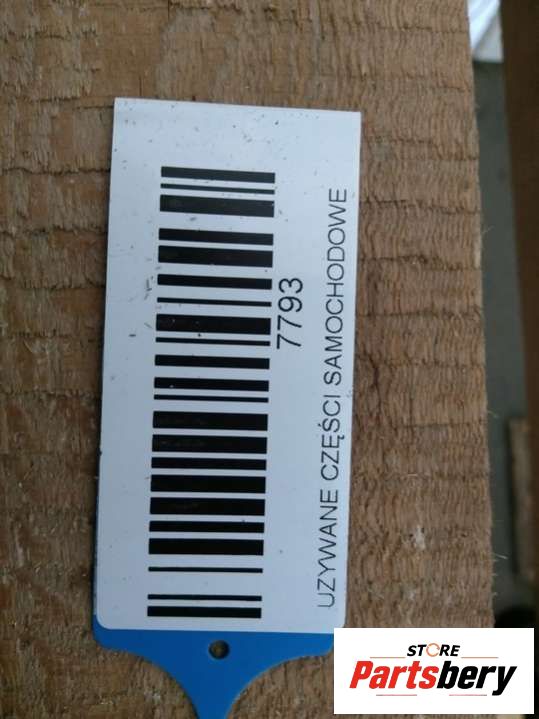 7793
UZYWANE CZĘŚCI SAMOCHODOWE
STORE
Partsbery